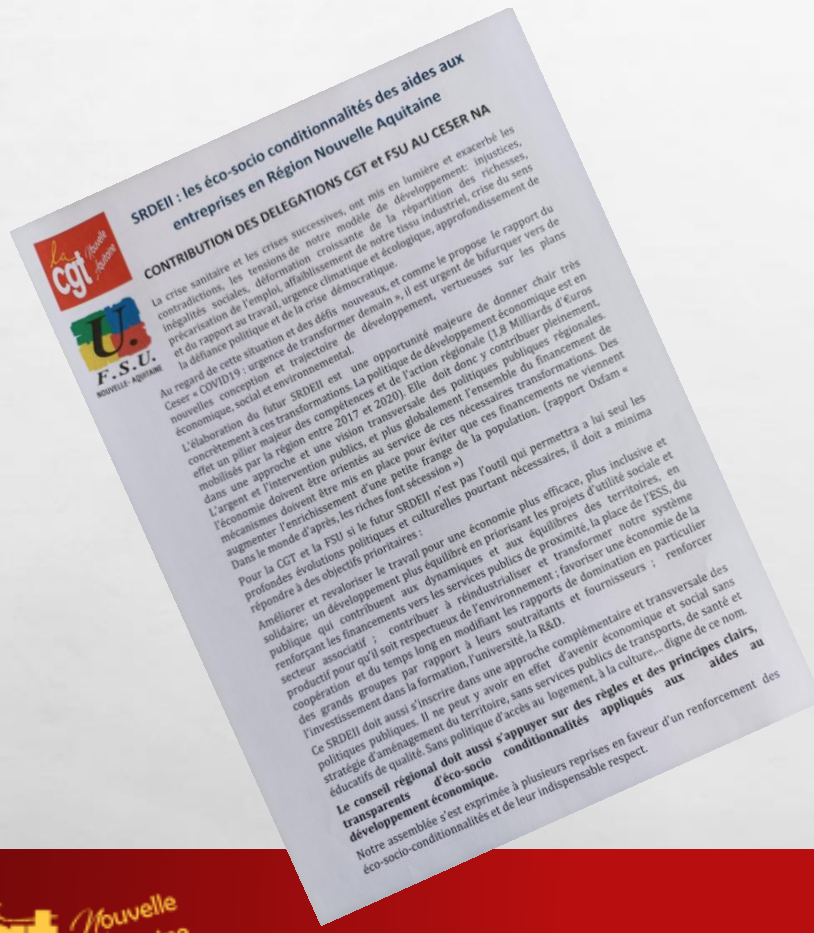 SRDEII : les éco-socio conditionnalités des aides aux
entreprises en Région Nouvelle Aquitaine
CONTRIBUTION DES DELEGATIONS CGT et FSU AU CESER NA
la
cgt
Nouvelle
Aquitaine
U.
F.S.U.
NOUVELLE-AQUITAINE
La crise sanitaire et les crises successives, ont mis en lumière et exacerbé les
contradictions, les tensions de notre modèle de développement: injustices,
inégalités sociales, déformation croissante de la répartition des richesses,
précarisation de l'emploi, affaiblissement de notre tissu industriel, crise du sens
et du rapport au travail, urgence climatique et écologique, approfondissement de
la défiance politique et de la crise démocratique.
Au regard de cette situation et des défis nouveaux, et comme le propose le rapport du
Ceser « COVID19 : urgence de transformer demain », il est urgent de bifurquer vers de
nouvelles conception et trajectoire de développement, vertueuses sur les plans
économique, social et environnemental.
L'élaboration du futur SRDEII est une opportunité majeure de donner chair très
concrètement à ces transformations. La politique de développement économique est en
effet un pilier majeur des compétences et de l'action régionale (1.8 Milliards d'€uros
mobilisés par la région entre 2017 et 2020). Elle doit donc y contribuer pleinement,
dans une approche et une vision transversale des politiques publiques régionales.
L'argent et l'intervention publics, et plus globalement l'ensemble du financement de
l'économie doivent être orientés au service de ces nécessaires transformations. Des
mécanismes doivent être mis en place pour éviter que ces financements ne viennent
augmenter l'enrichissement d'une petite frange de la population. (rapport Oxfam «
Dans le monde d'après, les riches font sécession »)
Pour la CGT et la FSU si le futur SRDEII n'est pas l'outil qui permettra a lui seul les
profondes évolutions politiques et culturelles pourtant nécessaires, il doit a minima
répondre à des objectifs prioritaires :
Améliorer et revaloriser le travail pour une économie plus efficace, plus inclusive et
solidaire; un développement plus équilibré en priorisant les projets d'utilité sociale et
publique qui contribuent aux dynamiques et aux équilibres des territoires, en
renforçant les financements vers les services publics de proximité, la place de l'ESS, du
secteur associatif ; contribuer à réindustrialiser et transformer notre système
productif pour qu'il soit respectueux de l'environnement ; favoriser une économie de la
coopération et du temps long en modifiant les rapports de domination en particulier
des grands groupes par rapport à leurs soutraitants et fournisseurs ; renforcer
l'investissement dans la formation, l'université, la R&D.
Ce SRDEII doit aussi s'inscrire dans une approche complémentaire et transversale des
politiques publiques. Il ne peut y avoir en effet d'avenir économique et social sans
stratégie d'aménagement du territoire, sans services publics de transports, de santé et
éducatifs de qualité. Sans politique d'accès au logement, à la culture,.. digne de ce nom.
Le conseil régional doit aussi s'appuyer sur des règles et des principes clairs,
transparents d'éco-socio conditionnalités appliqués aux aides au
développement économique.
Notre assemblée s'est exprimée à plusieurs reprises en faveur d'un renforcement des
éco-socio-conditionnalités et de leur indispensable respect.
Nouvelle